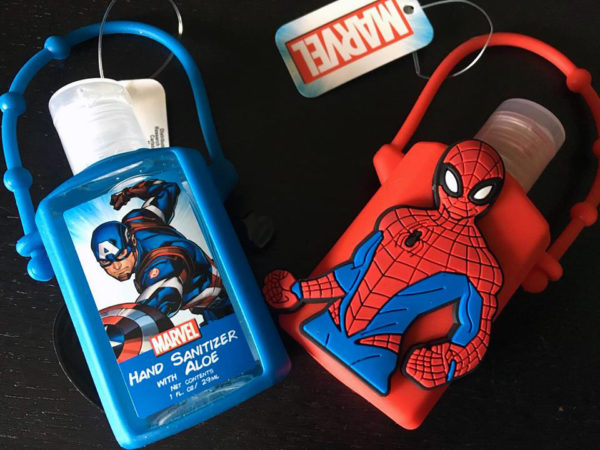 MARVEL
MARVEL
HAND SANITIZER
WITH ALOE
NET CONTENTS
1 FL. OZ/ 29ML